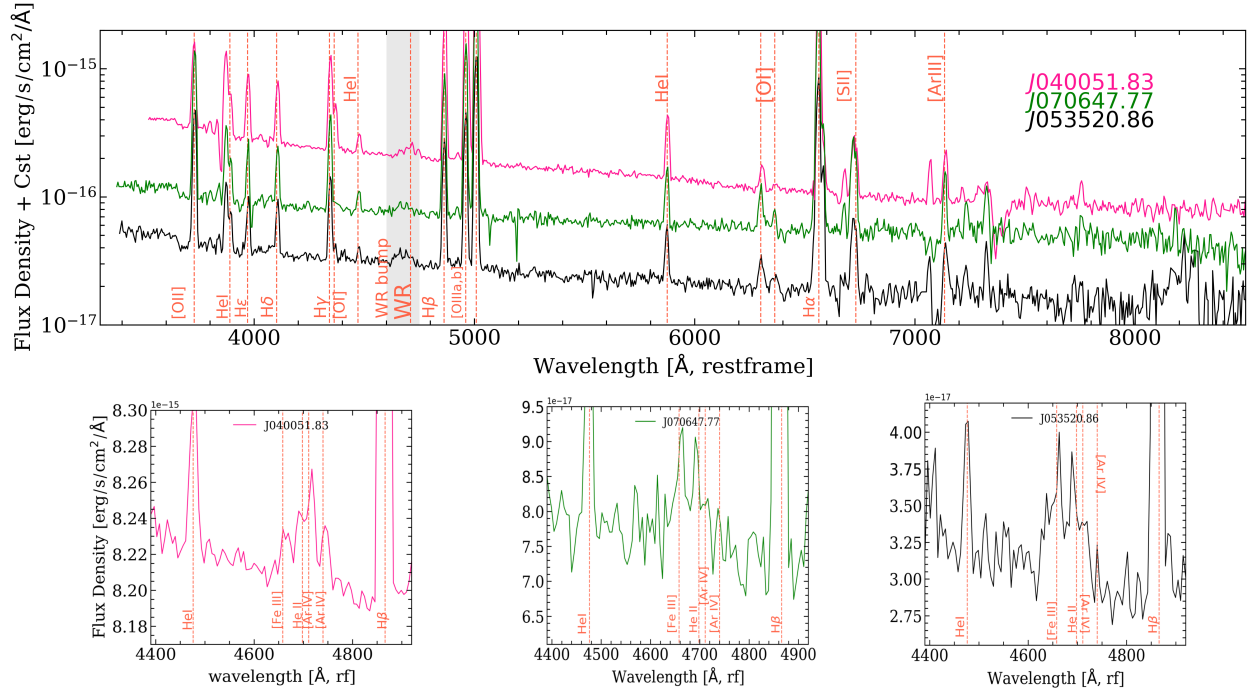 Flux Density + Cst [erg/s/cm²/Å]
10⁻¹⁵
10⁻¹⁶
10⁻¹⁷
HeI
HeI
[OI]
[SII]
[ArIII]
J040051.83
J070647.77
J053520.86
[OII]
HeI
Hε
Hδ
Hγ
[OI]
WR bump
WR
Hβ
[OIIIa,b]
Hα
4000 5000 6000 7000 8000
Wavelength [Å, restframe]
Flux Density [erg/s/cm²/Å]
1e−15
8.30
8.28
8.26
8.24
8.22
8.20
8.18
J040051.83
HeI
[Fe III]
He II
[Ar IV]
[Ar IV]
Hβ
4400 4600 4800
wavelength [Å, rf]
1e−17
9.5
9.0
8.5
8.0
7.5
7.0
6.5
J070647.77
HeI
[Fe III]
He II
[Ar IV]
[Ar IV]
Hβ
4400 4500 4600 4700 4800 4900
Wavelength [Å, rf]
1e−17
4.00
3.75
3.50
3.25
3.00
2.75
J053520.86
[Ar IV]
HeI
[Fe III]
He II
[Ar IV]
Hβ
4400 4600 4800
Wavelength [Å, rf]